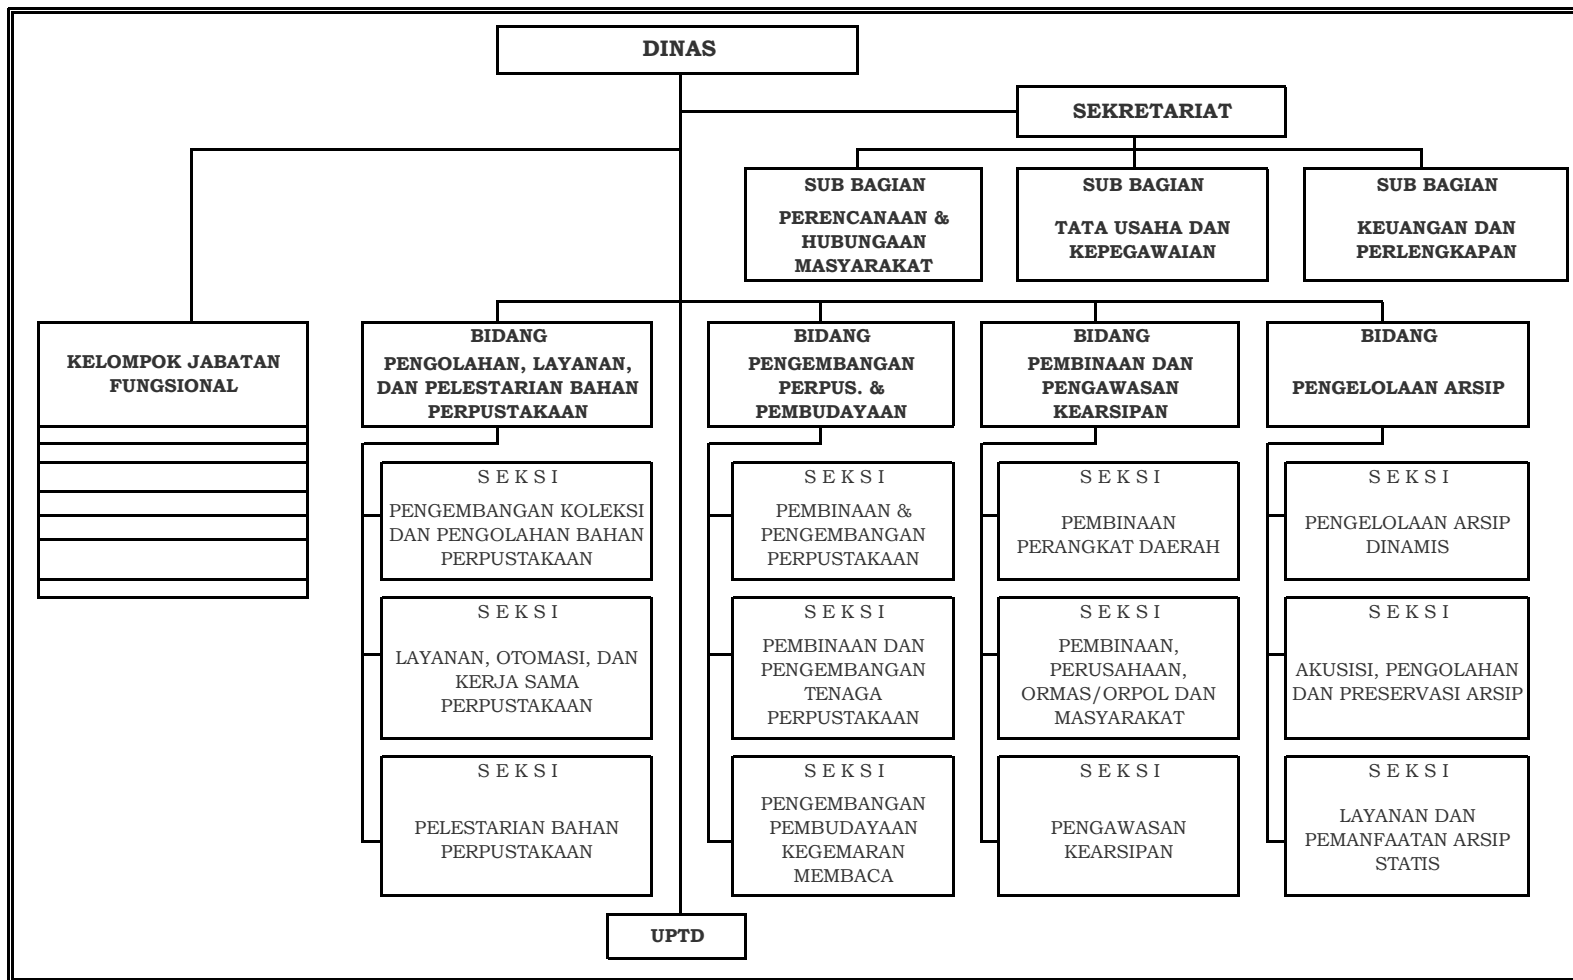 DINAS
SEKRETARIAT
SUB BAGIAN
PERENCANAAN &
HUBUNGAAN
MASYARAKAT
SUB BAGIAN
TATA USAHA DAN
KEPEGAWAIAN
SUB BAGIAN
KEUANGAN DAN
PERLENGKAPAN
KELOMPOK JABATAN
FUNGSIONAL
BIDANG
PENGOLAHAN, LAYANAN,
DAN PELESTARIAN BAHAN
PERPUSTAKAAN
BIDANG
PENGEMBANGAN
PERPUS. &
PEMBUDAYAAN
BIDANG
PEMBINAAN DAN
PENGAWASAN
KEARSIPAN
BIDANG
PENGELOLAAN ARSIP
S E K S I
PENGEMBANGAN KOLEKSI
DAN PENGOLAHAN BAHAN
PERPUSTAKAAN
S E K S I
PEMBINAAN &
PENGEMBANGAN
PERPUSTAKAAN
S E K S I
PEMBINAAN
PERANGKAT DAERAH
S E K S I
PENGELOLAAN ARSIP
DINAMIS
S E K S I
LAYANAN, OTOMASI, DAN
KERJA SAMA
PERPUSTAKAAN
S E K S I
PEMBINAAN DAN
PENGEMBANGAN
TENAGA
PERPUSTAKAAN
S E K S I
PEMBINAAN,
PERUSAHAAN,
ORMAS/ORPOL DAN
MASYARAKAT
S E K S I
AKUSISI, PENGOLAHAN
DAN PRESERVASI ARSIP
S E K S I
PELESTARIAN BAHAN
PERPUSTAKAAN
S E K S I
PENGEMBANGAN
PEMBUDAYAAN
KEGEMARAN
MEMBACA
S E K S I
PENGAWASAN
KEARSIPAN
S E K S I
LAYANAN DAN
PEMANFAATAN ARSIP
STATIS
UPTD